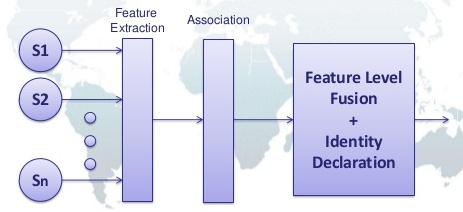 Feature
Extraction
Association
S1
S2
Sn
Feature Level
Fusion
+
Identity
Declaration